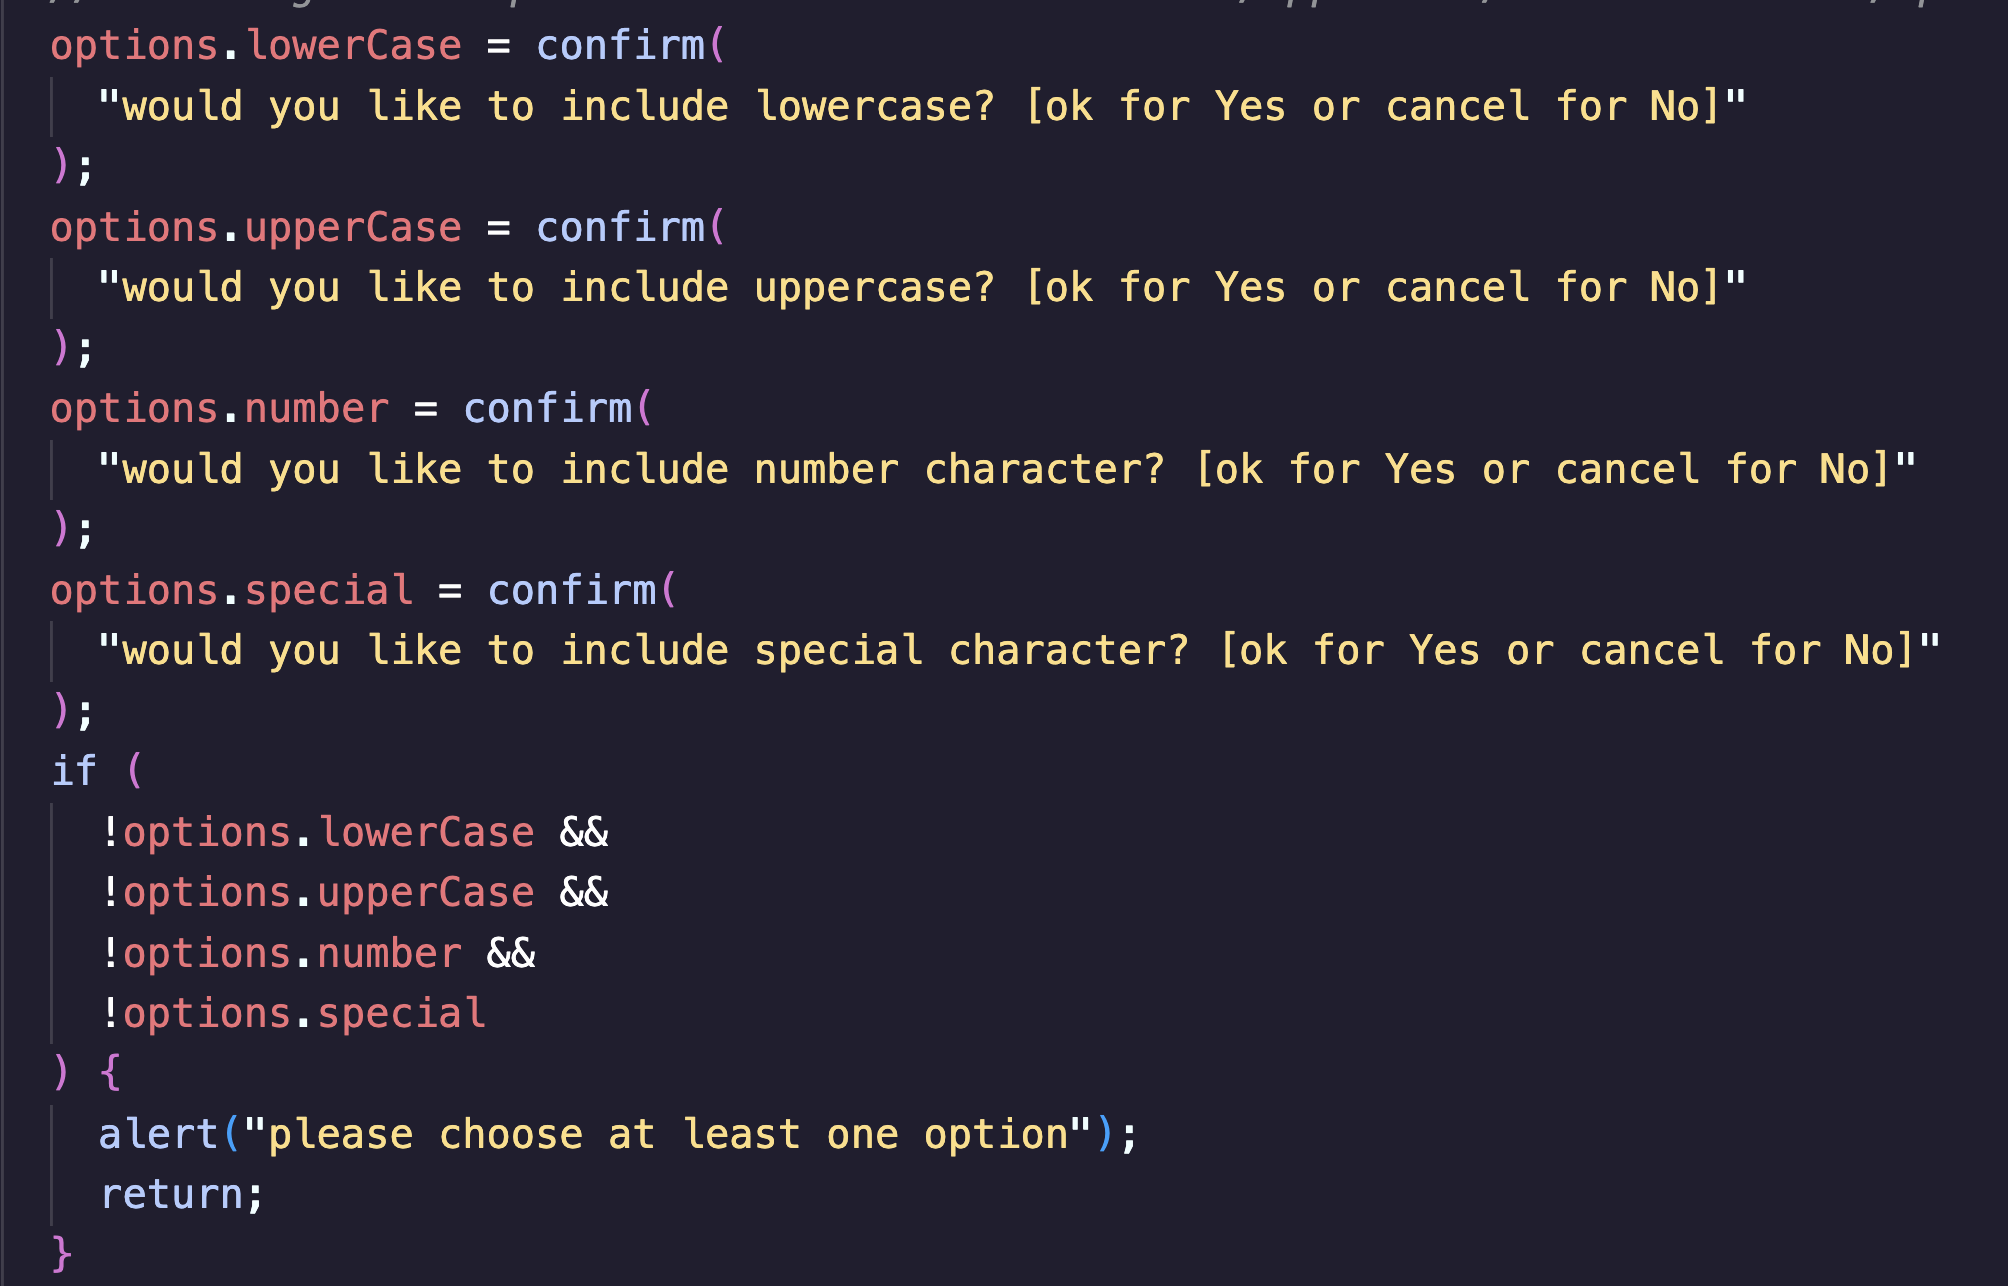 options.lowerCase = confirm(
"would you like to include lowercase? [ok for Yes or cancel for No]"
);
options.upperCase = confirm(
"would you like to include uppercase? [ok for Yes or cancel for No]"
);
options.number = confirm(
"would you like to include number character? [ok for Yes or cancel for No]"
);
options.special = confirm(
"would you like to include special character? [ok for Yes or cancel for No]"
);
if (
!options.lowerCase &&
!options.upperCase &&
!options.number &&
!options.special
) {
alert("please choose at least one option");
return;
}